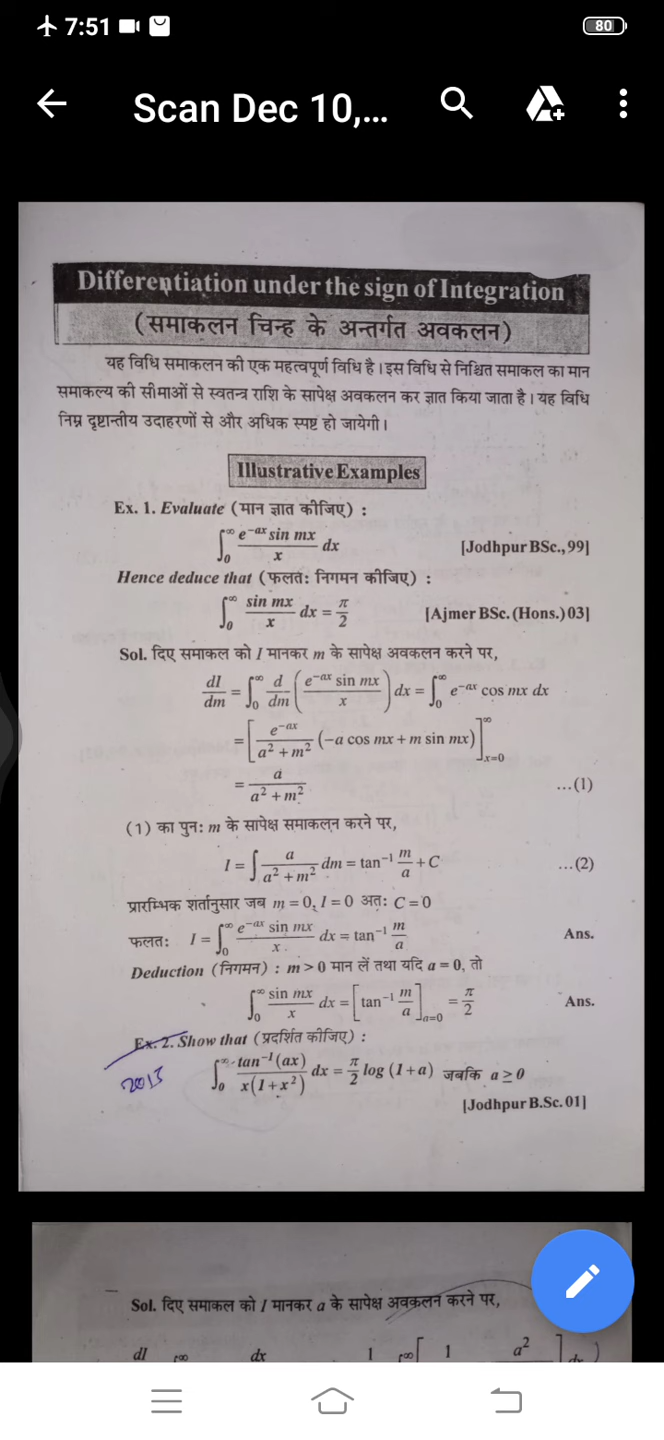 7:51
80
Scan Dec 10,...
Differentiation under the sign of Integration
(समाकलन चिन्ह के अन्तर्गत अवकलन)
यह विधि समाकलन की एक महत्वपूर्ण विधि है। इस विधि से निश्चित समाकल का मान
समाकल्य की सीमाओं से स्वतन्त्र राशि के सापेक्ष अवकलन कर ज्ञात किया जाता है। यह विधि
निम्न दृष्टान्तीय उदाहरणों से और अधिक स्पष्ट हो जायेगी।
Illustrative Examples
Ex. 1. Evaluate (मान ज्ञात कीजिए) :
∫₀^∞ (e^(-ax) sin mx)/x dx [Jodhpur BSc., 99]
Hence deduce that (फलत: निगमन कीजिए) :
∫₀^∞ (sin mx)/x dx = π/2 [Ajmer BSc. (Hons.) 03]
Sol. दिए समाकल को I मानकर m के सापेक्ष अवकलन करने पर,
dI/dm = ∫₀^∞ d/dm ((e^(-ax) sin mx)/x) dx = ∫₀^∞ e^(-ax) cos mx dx
= [e^(-ax)/(a² + m²) (-a cos mx + m sin mx)]_(x=0)^∞
= a/(a² + m²) ...(1)
(1) का पुन: m के सापेक्ष समाकलन करने पर,
I = ∫ a/(a² + m²) dm = tan⁻¹ m/a + C ...(2)
प्रारम्भिक शर्तानुसार जब m = 0, I = 0 अत: C = 0
फलत: I = ∫₀^∞ (e^(-ax) sin mx)/x dx = tan⁻¹ m/a Ans.
Deduction (निगमन) : m > 0 मान लें तथा यदि a = 0, तो
∫₀^∞ (sin mx)/x dx = [tan⁻¹ m/a]_(a=0) = π/2 Ans.
Ex. 2. Show that (प्रदर्शित कीजिए) :
2013 ∫₀^∞ tan⁻¹(ax)/(x(1+x²)) dx = π/2 log (1+a) जबकि a ≥ 0
[Jodhpur B.Sc. 01]
Sol. दिए समाकल को I मानकर a के सापेक्ष अवकलन करने पर,